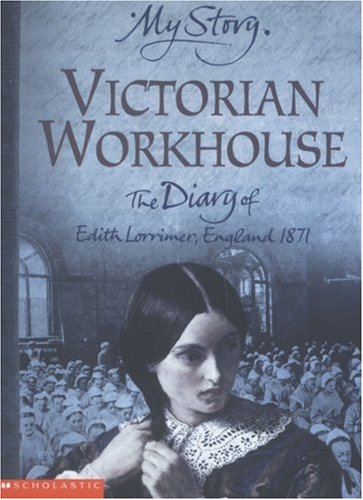 My Story.
VICTORIAN
WORKHOUSE
The Diary of
Edith Lorrimer, England 1871
SCHOLASTIC